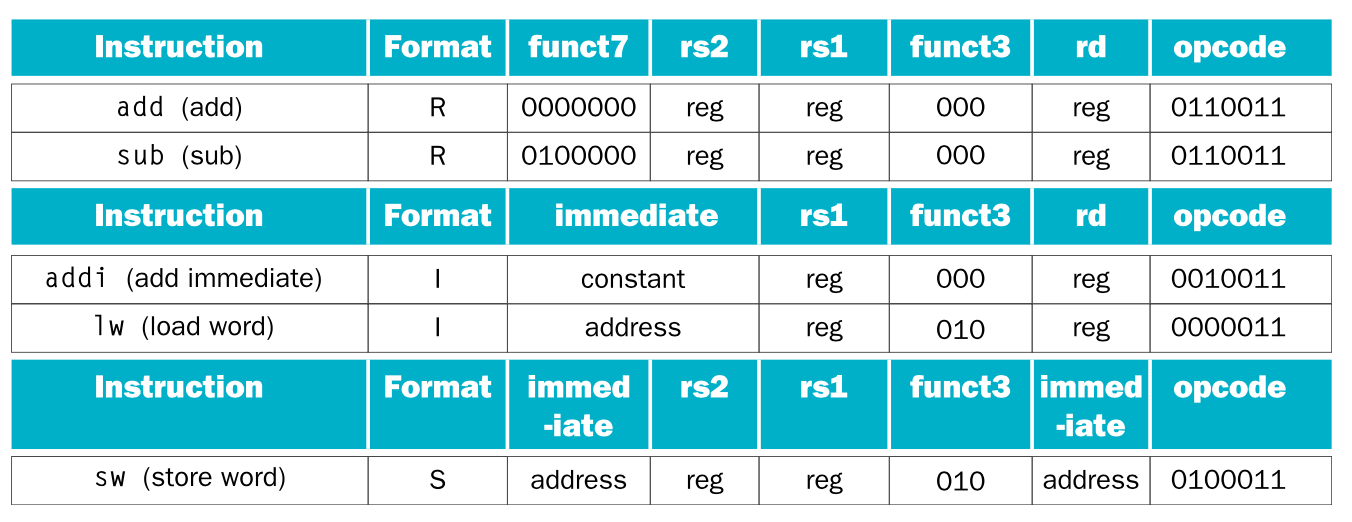 Instruction Format funct7 rs2 rs1 funct3 rd opcode
add (add) R 0000000 reg reg 000 reg 0110011
sub (sub) R 0100000 reg reg 000 reg 0110011
Instruction Format immediate rs1 funct3 rd opcode
addi (add immediate) I constant reg 000 reg 0010011
lw (load word) I address reg 010 reg 0000011
Instruction Format immed rs2 rs1 funct3 immed opcode
-iate -iate
sw (store word) S address reg reg 010 address 0100011